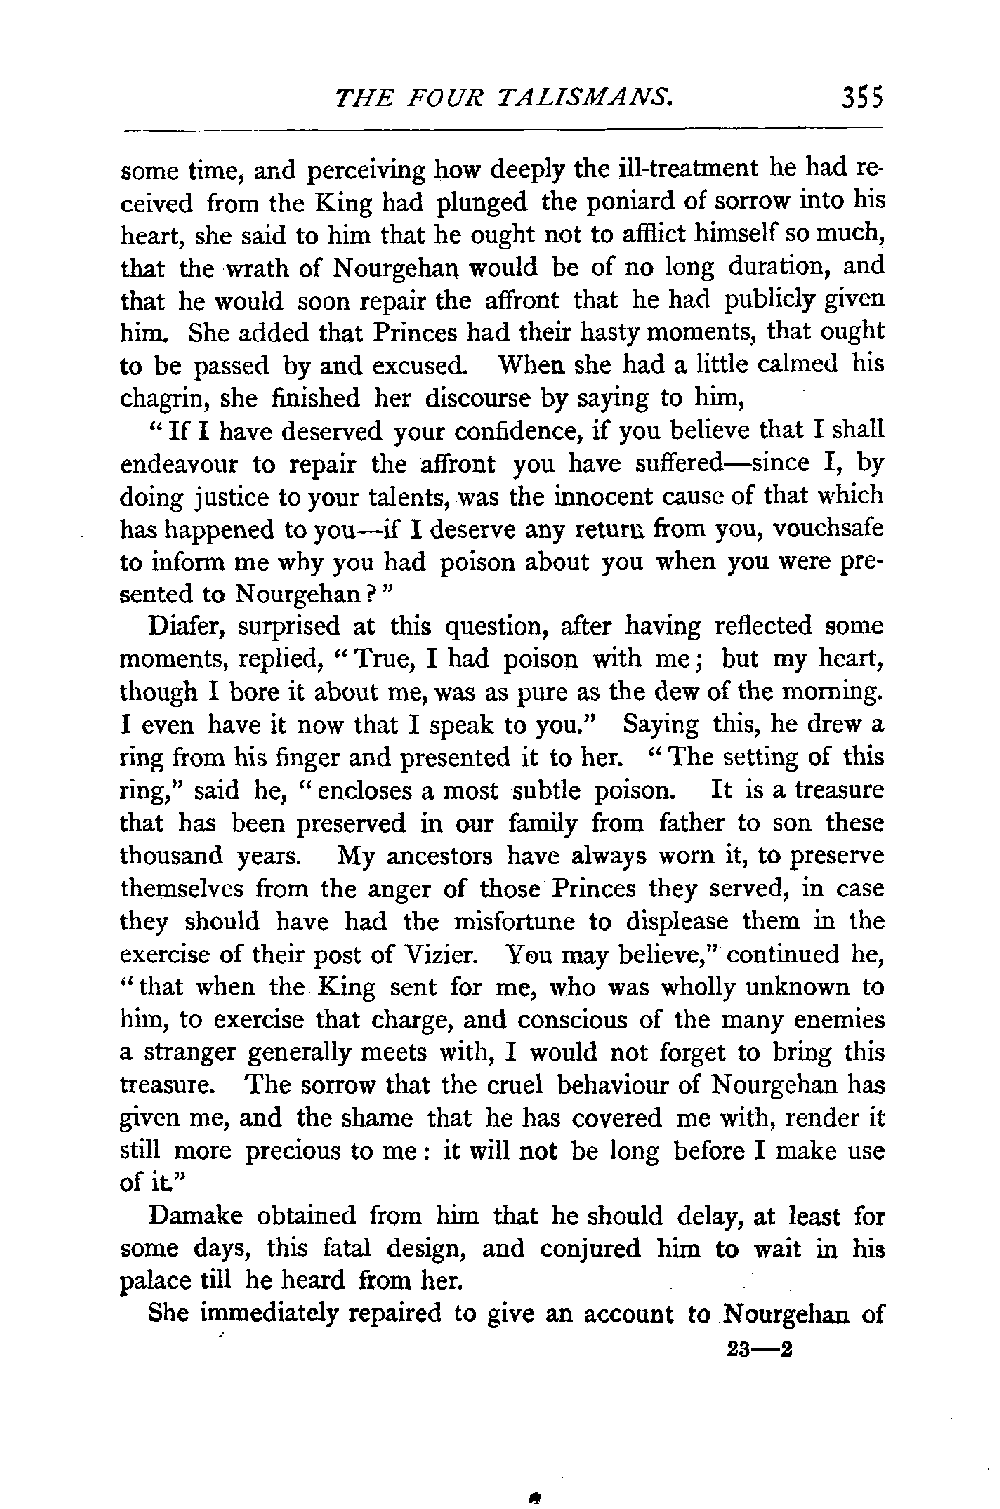 THE FOUR TALISMANS. 355
some time, and perceiving how deeply the ill-treatment he had re-
ceived from the King had plunged the poniard of sorrow into his
heart, she said to him that he ought not to afflict himself so much,
that the wrath of Nourgehan would be of no long duration, and
that he would soon repair the affront that he had publicly given
him. She added that Princes had their hasty moments, that ought
to be passed by and excused. When she had a little calmed his
chagrin, she finished her discourse by saying to him,
“If I have deserved your confidence, if you believe that I shall
endeavour to repair the affront you have suffered—since I, by
doing justice to your talents, was the innocent cause of that which
has happened to you—if I deserve any return from you, vouchsafe
to inform me why you had poison about you when you were pre-
sented to Nourgehan?”
Diafer, surprised at this question, after having reflected some
moments, replied, “True, I had poison with me; but my heart,
though I bore it about me, was as pure as the dew of the morning.
I even have it now that I speak to you.” Saying this, he drew a
ring from his finger and presented it to her. “The setting of this
ring,” said he, “encloses a most subtle poison. It is a treasure
that has been preserved in our family from father to son these
thousand years. My ancestors have always worn it, to preserve
themselves from the anger of those Princes they served, in case
they should have had the misfortune to displease them in the
exercise of their post of Vizier. You may believe,” continued he,
“that when the King sent for me, who was wholly unknown to
him, to exercise that charge, and conscious of the many enemies
a stranger generally meets with, I would not forget to bring this
treasure. The sorrow that the cruel behaviour of Nourgehan has
given me, and the shame that he has covered me with, render it
still more precious to me: it will not be long before I make use
of it.”
Damake obtained from him that he should delay, at least for
some days, this fatal design, and conjured him to wait in his
palace till he heard from her.
She immediately repaired to give an account to Nourgehan of
23—2